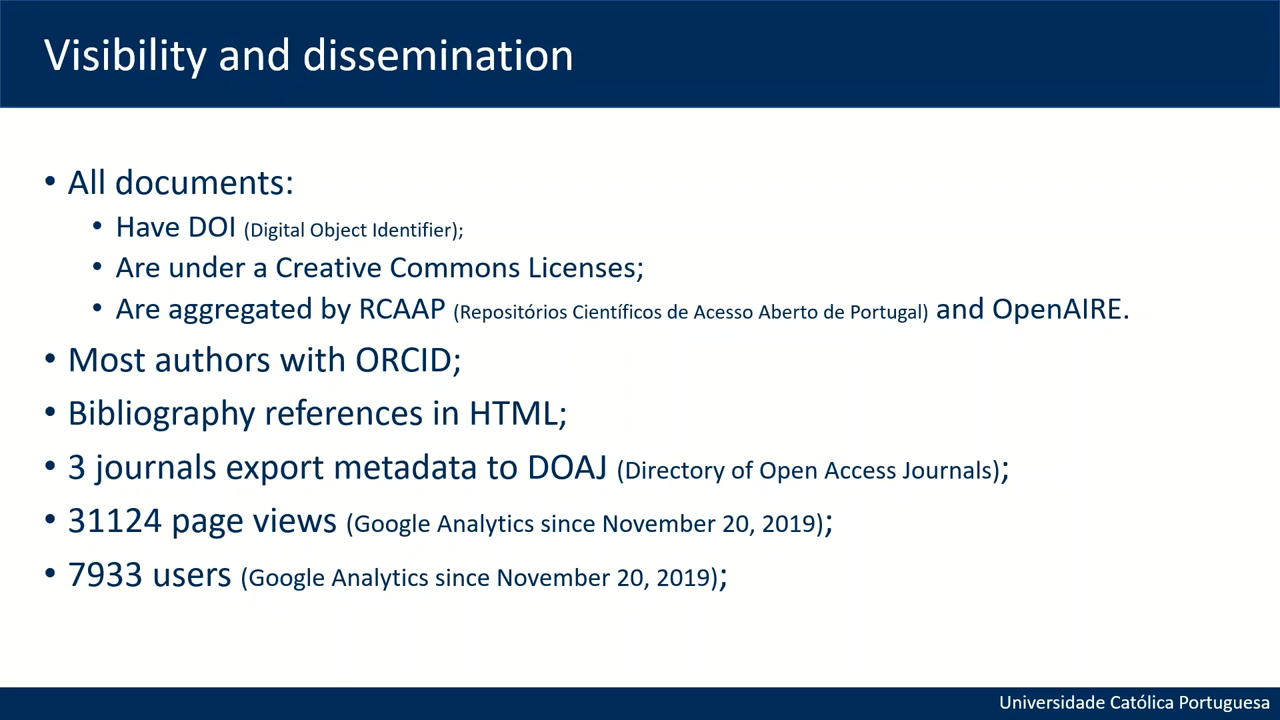 Visibility and dissemination
• All documents:
• Have DOI (Digital Object Identifier);
• Are under a Creative Commons Licenses;
• Are aggregated by RCAAP (Repositórios Científicos de Acesso Aberto de Portugal) and OpenAIRE.
• Most authors with ORCID;
• Bibliography references in HTML;
• 3 journals export metadata to DOAJ (Directory of Open Access Journals);
• 31124 page views (Google Analytics since November 20, 2019);
• 7933 users (Google Analytics since November 20, 2019);
Universidade Católica Portuguesa